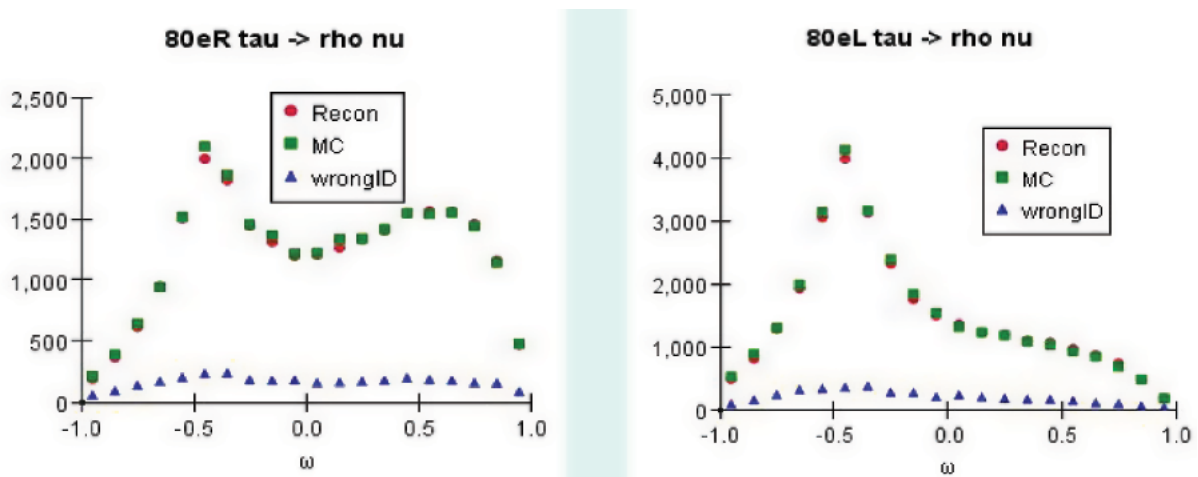 80eR tau -> rho nu
2,500
2,000
1,500
1,000
500
0
Recon
MC
wrongID
-1.0
-0.5
0.0
0.5
1.0
ω
80eL tau -> rho nu
5,000
4,000
3,000
2,000
1,000
0
Recon
MC
wrongID
-1.0
-0.5
0.0
0.5
1.0
ω